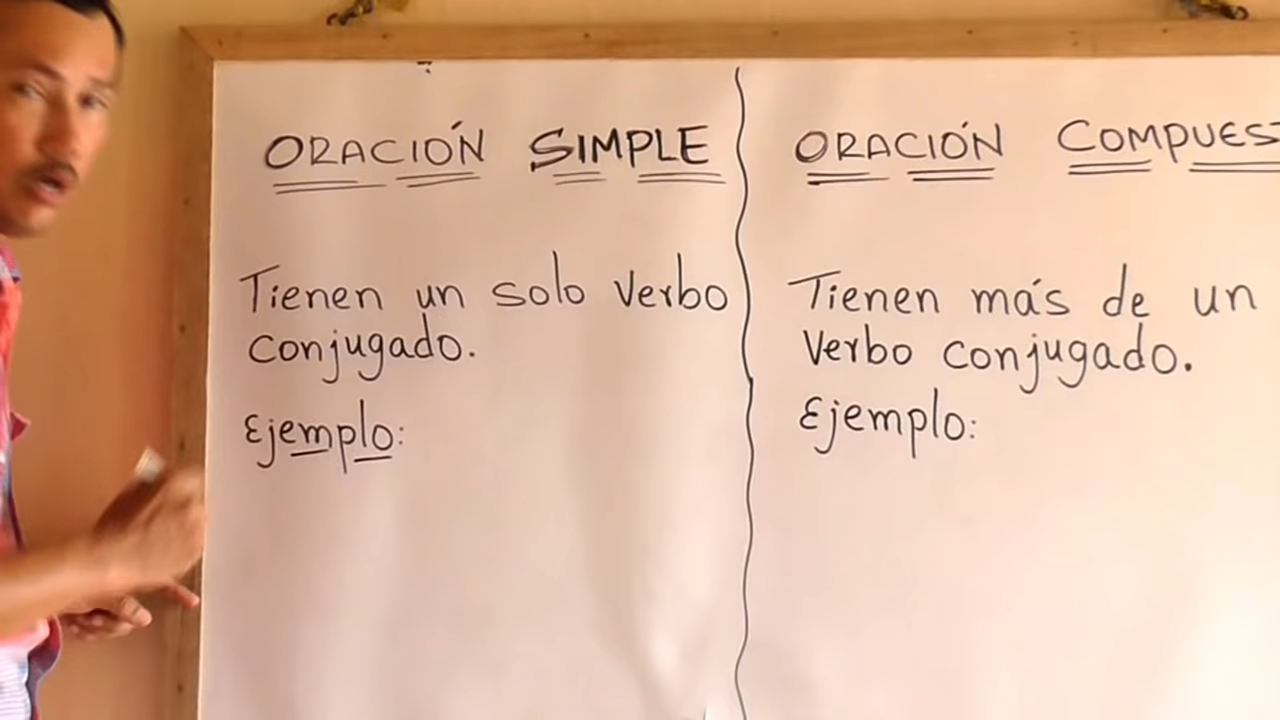 ORACIÓN SIMPLE
Tienen un solo verbo
conjugado.
Ejemplo:
ORACIÓN COMPUES
Tienen más de un
verbo conjugado.
Ejemplo: